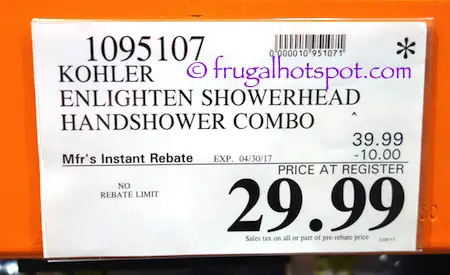 1095107
0000010951071
*
© frugalhotspot.com
KOHLER
ENLIGHTEN SHOWERHEAD
HANDSHOWER COMBO
39.99
Mfr's Instant Rebate EXP. 04/30/17 -10.00
PRICE AT REGISTER
NO
REBATE LIMIT
29.99
Sales tax on all or part of pre-rebate price